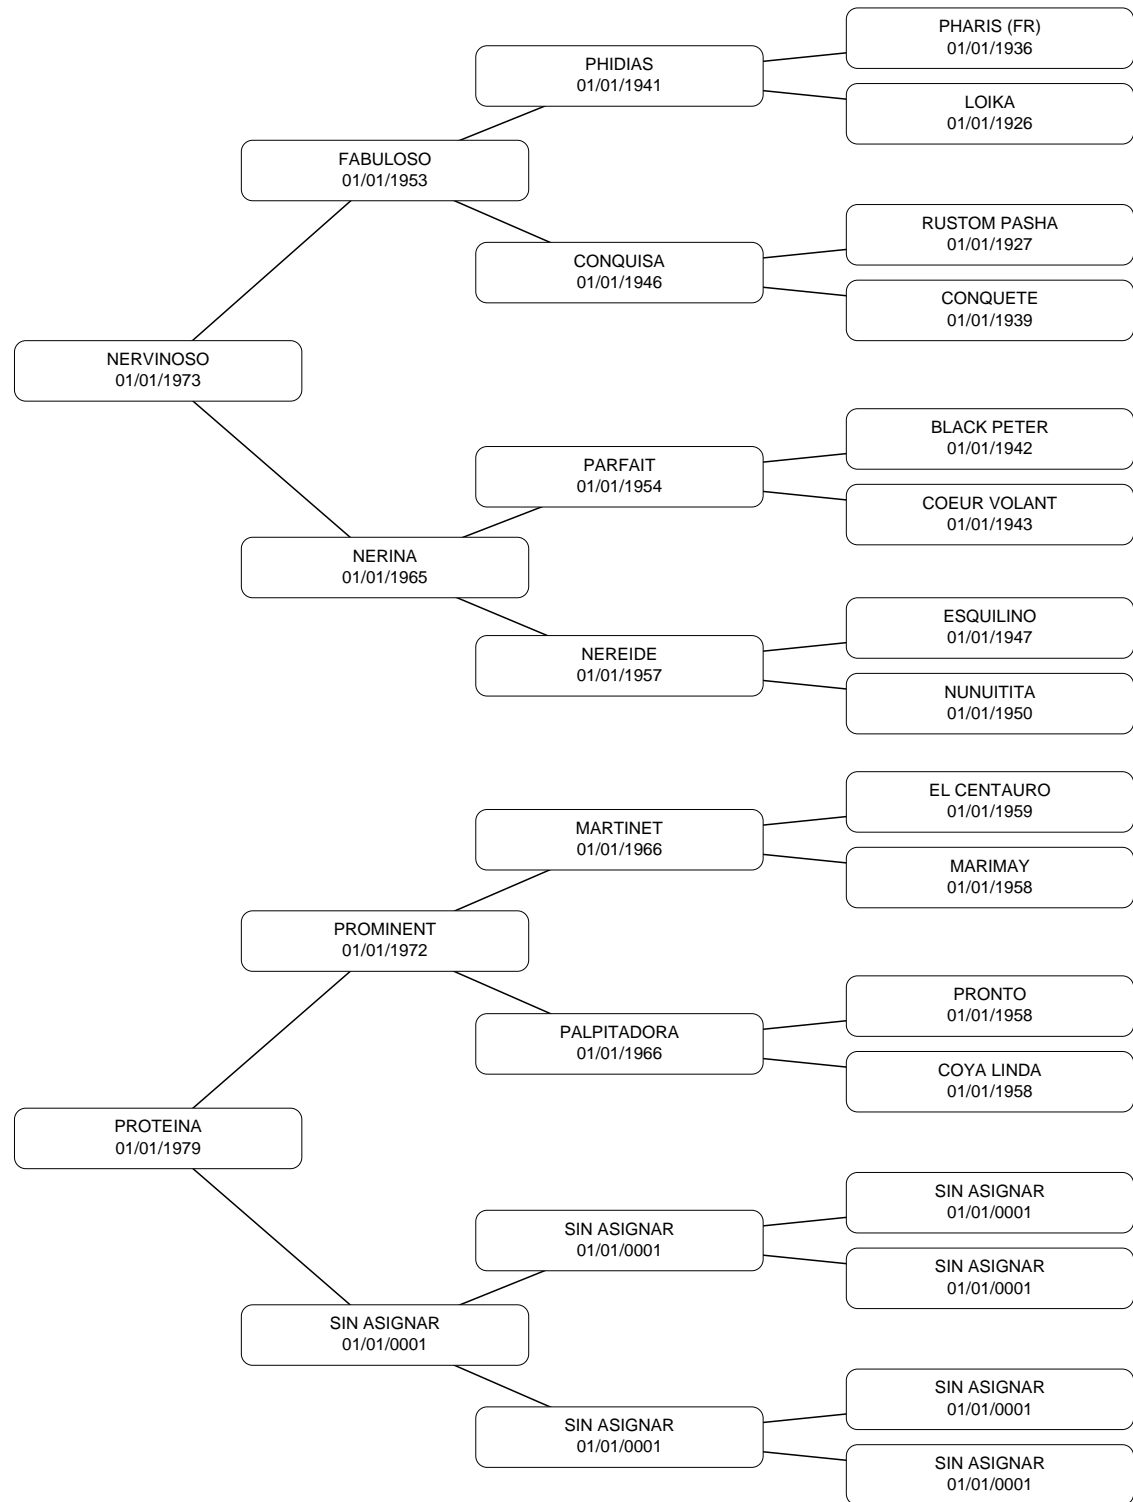 PHARIS (FR)
01/01/1936
PHIDIAS
01/01/1941
LOIKA
01/01/1926
FABULOSO
01/01/1953
RUSTOM PASHA
01/01/1927
CONQUISA
01/01/1946
CONQUETE
01/01/1939
NERVINOSO
01/01/1973
BLACK PETER
01/01/1942
PARFAIT
01/01/1954
COEUR VOLANT
01/01/1943
NERINA
01/01/1965
ESQUILINO
01/01/1947
NEREIDE
01/01/1957
NUNUITITA
01/01/1950
EL CENTAURO
01/01/1959
MARTINET
01/01/1966
MARIMAY
01/01/1958
PROMINENT
01/01/1972
PRONTO
01/01/1958
PALPITADORA
01/01/1966
COYA LINDA
01/01/1958
PROTEINA
01/01/1979
SIN ASIGNAR
01/01/0001
SIN ASIGNAR
01/01/0001
SIN ASIGNAR
01/01/0001
SIN ASIGNAR
01/01/0001
SIN ASIGNAR
01/01/0001
SIN ASIGNAR
01/01/0001
SIN ASIGNAR
01/01/0001